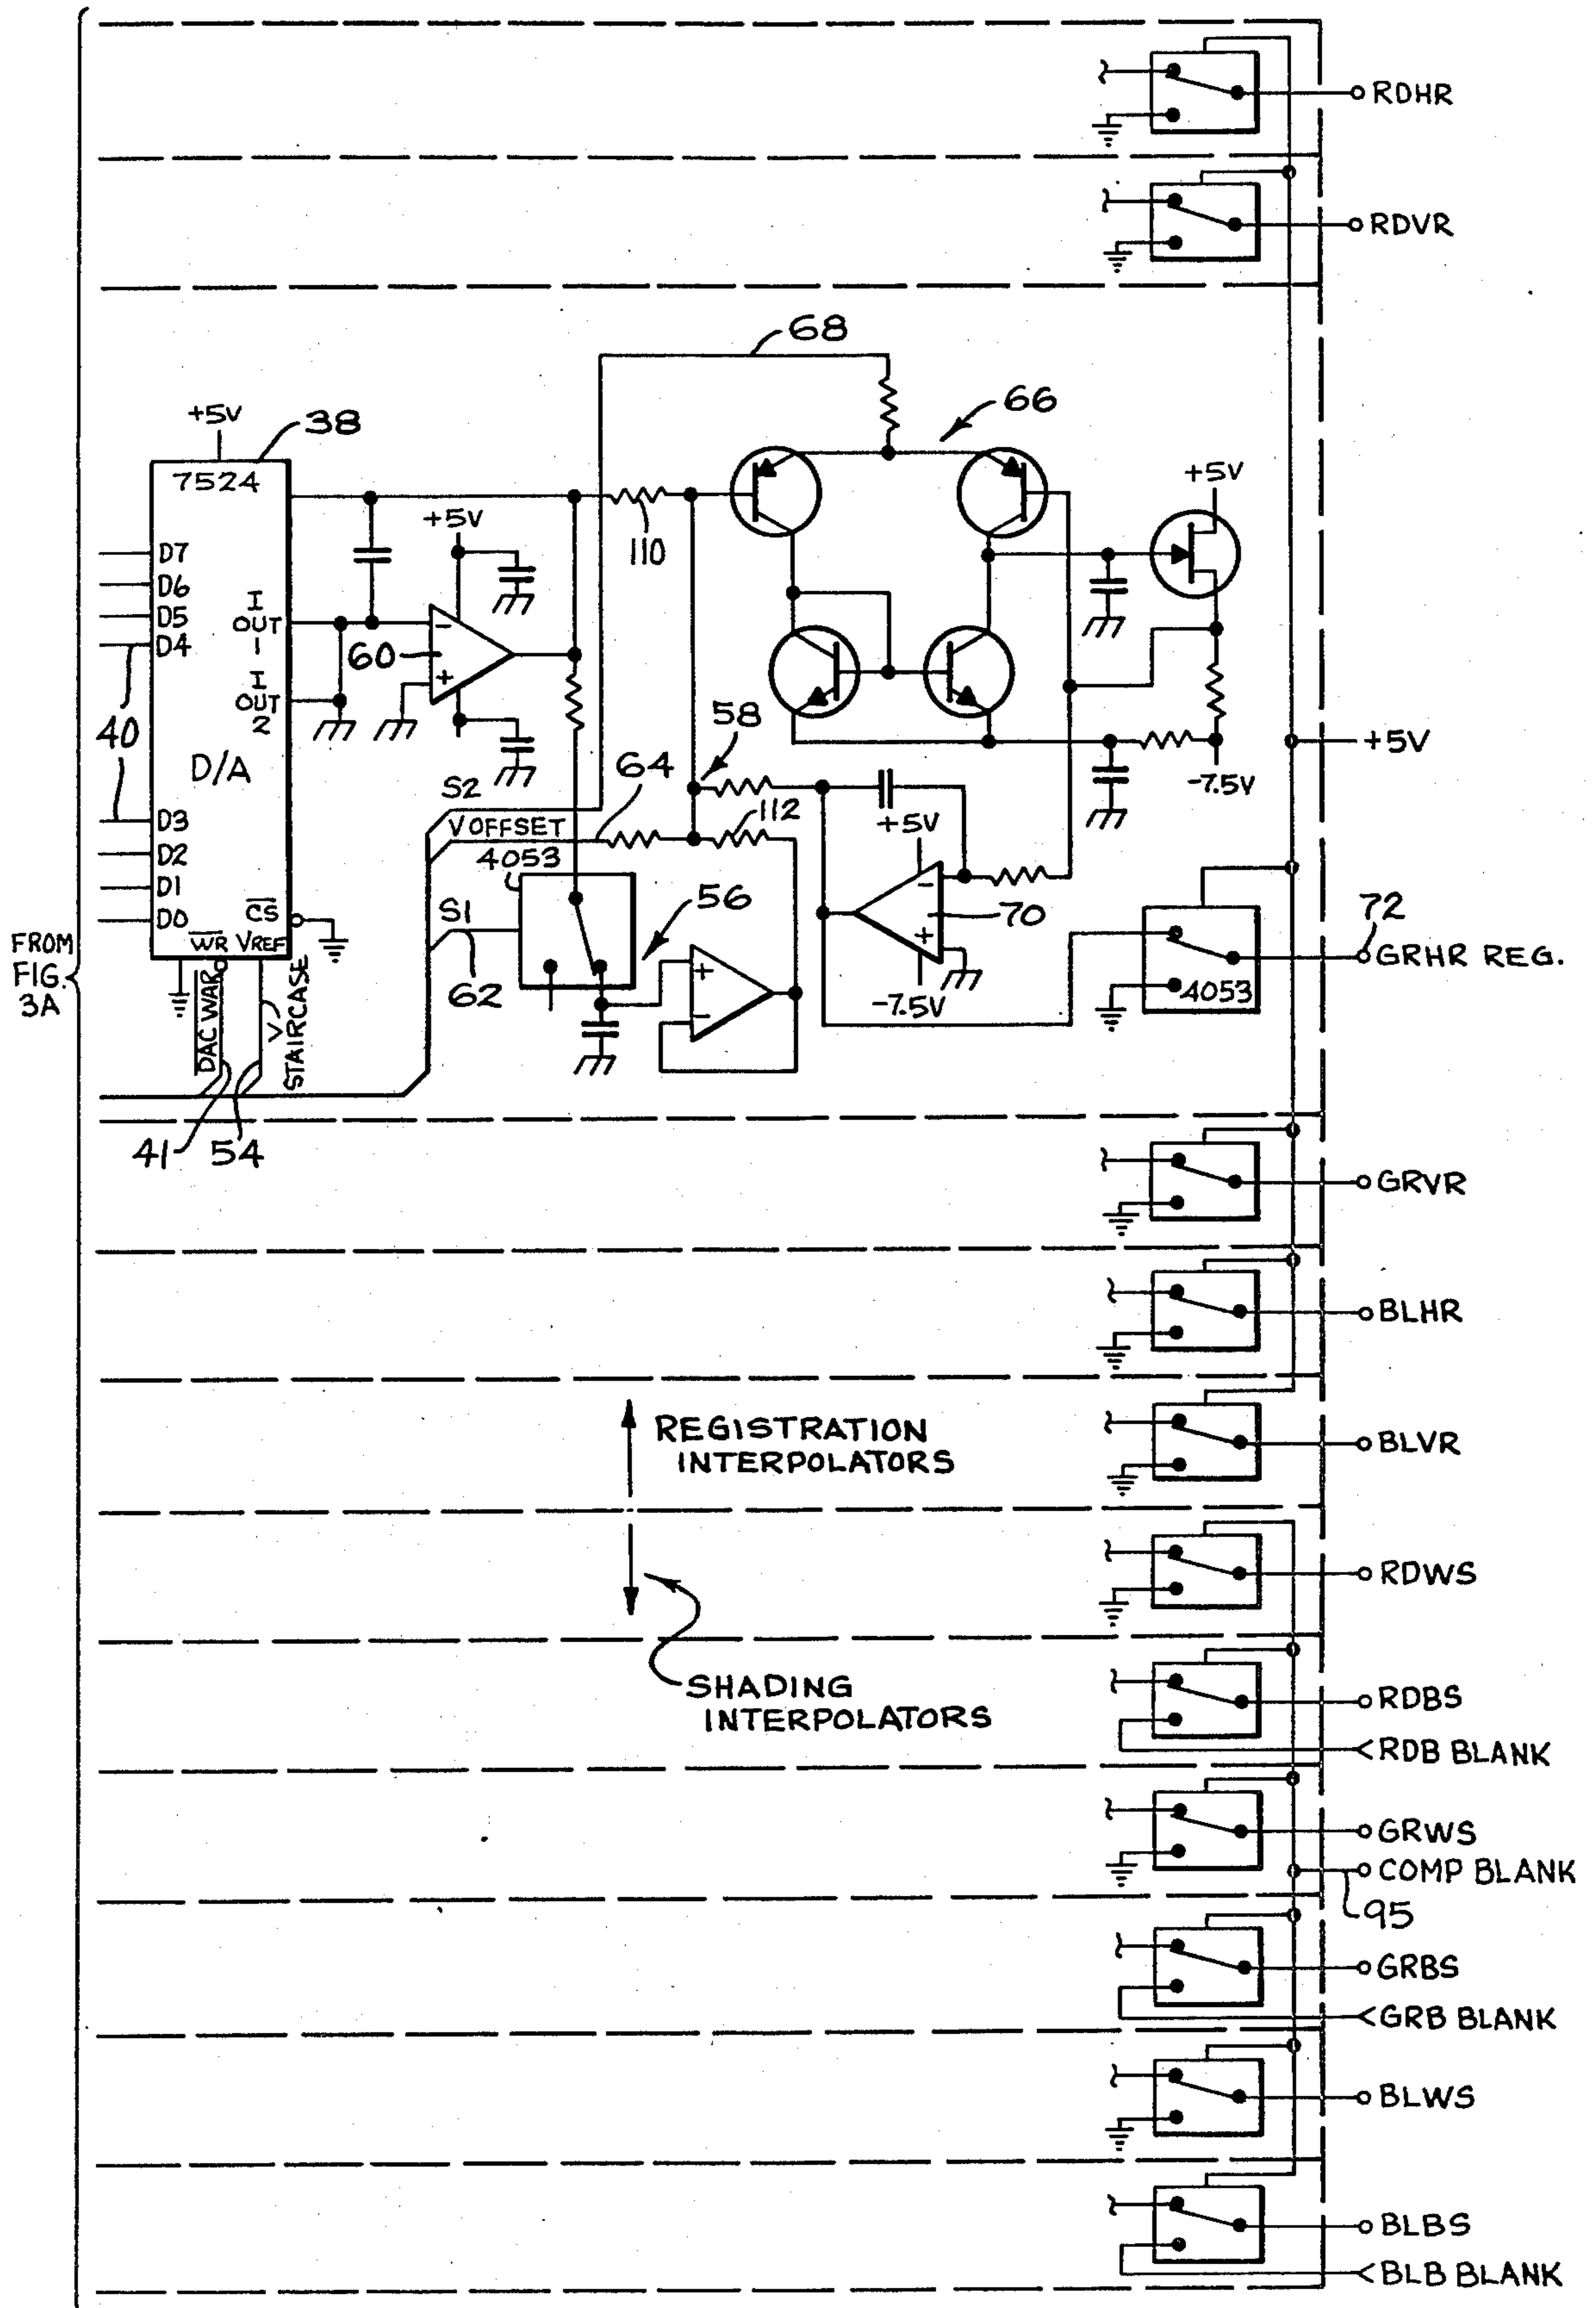 RDHR
RDVR
68
66
+5V
38
7524
+5V
+5V
110
D7
D6
D5
D4
I
OUT
1
60
I
OUT
2
40
58
+5V
D/A
64
-7.5V
S2
112
V OFFSET
+5V
D3
D2
D1
D0
4053
CS
56
70
72
S1
WR VREF
GRHR REG.
FROM
FIG.
3A
62
-7.5V
4053
DAC WAR
V
STAIRCASE
41
54
GRVR
BLHR
REGISTRATION
INTERPOLATORS
BLVR
RDWS
SHADING
INTERPOLATORS
RDBS
RDB BLANK
GRWS
COMP BLANK
95
GRBS
GRB BLANK
BLWS
BLBS
BLB BLANK